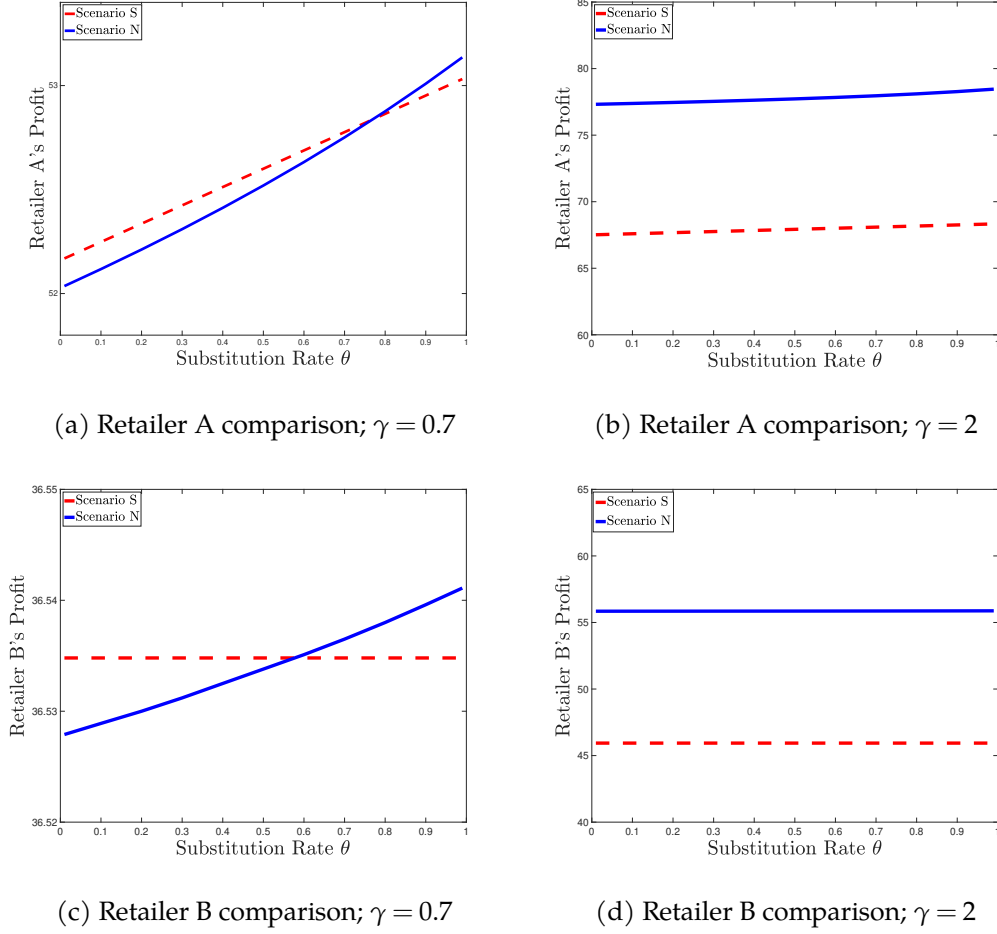 Scenario S
Scenario N
Retailer A's Profit
53
52
0 0.1 0.2 0.3 0.4 0.5 0.6 0.7 0.8 0.9 1
Substitution Rate θ
(a) Retailer A comparison; γ = 0.7
Scenario S
Scenario N
Retailer A's Profit
85
80
75
70
65
60
0 0.1 0.2 0.3 0.4 0.5 0.6 0.7 0.8 0.9 1
Substitution Rate θ
(b) Retailer A comparison; γ = 2
Scenario S
Scenario N
Retailer B's Profit
36.55
36.54
36.53
36.52
0 0.1 0.2 0.3 0.4 0.5 0.6 0.7 0.8 0.9 1
Substitution Rate θ
(c) Retailer B comparison; γ = 0.7
Scenario S
Scenario N
Retailer B's Profit
65
60
55
50
45
40
0 0.1 0.2 0.3 0.4 0.5 0.6 0.7 0.8 0.9 1
Substitution Rate θ
(d) Retailer B comparison; γ = 2